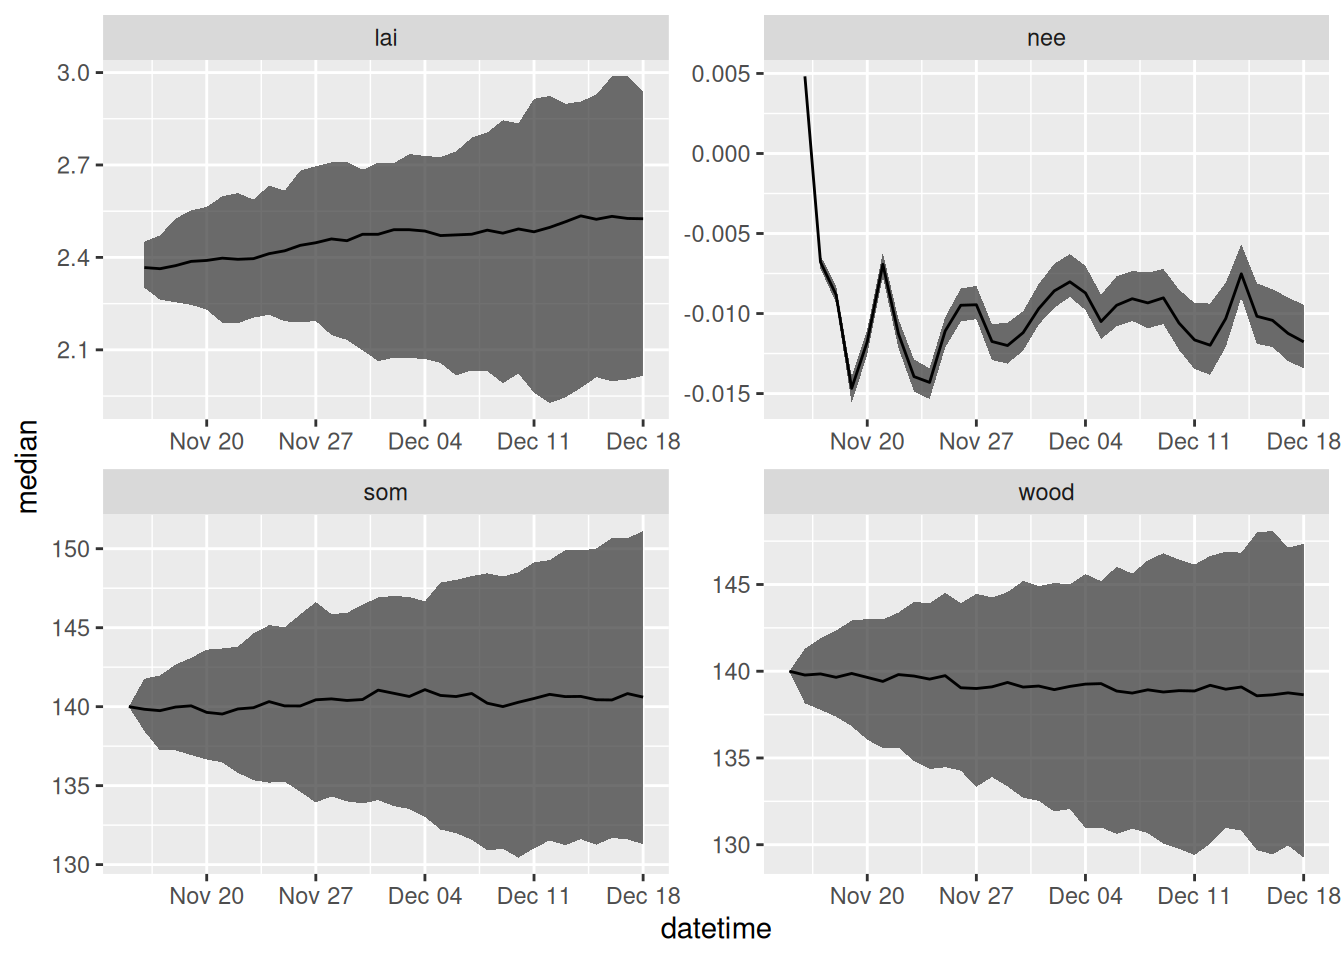 lai
nee
3.0
2.7
2.4
2.1
0.005
0.000
-0.005
-0.010
-0.015
Nov 20 Nov 27 Dec 04 Dec 11 Dec 18
Nov 20 Nov 27 Dec 04 Dec 11 Dec 18
median
som
wood
150
145
140
135
130
145
140
135
130
Nov 20 Nov 27 Dec 04 Dec 11 Dec 18
Nov 20 Nov 27 Dec 04 Dec 11 Dec 18
datetime